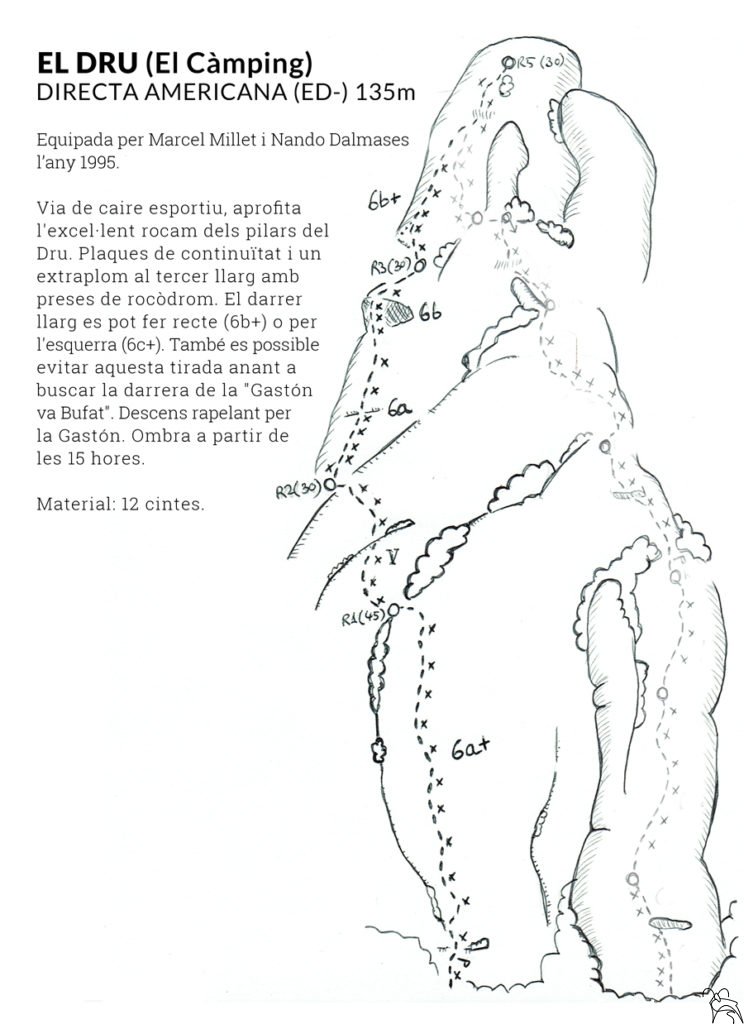 EL DRU (El Càmping)
DIRECTA AMERICANA (ED-) 135m
Equipada per Marcel Millet i Nando Dalmases
l'any 1995.
Via de caire esportiu, aprofita
l'excel·lent rocam dels pilars del
Dru. Plaques de continuïtat i un
extraplom al tercer llarg amb
preses de rocòdrom. El darrer
llarg es pot fer recte (6b+) o per
l'esquerra (6c+). També es possible
evitar aquesta tirada anant a
buscar la darrera de la "Gastón
va Bufat". Descens rapelant per
la Gastón. Ombra a partir de
les 15 hores.
Material: 12 cintes.
R5 (30)
6b+
R3 (30)
6b
6a
R2 (30)
V
R1 (45)
6a+